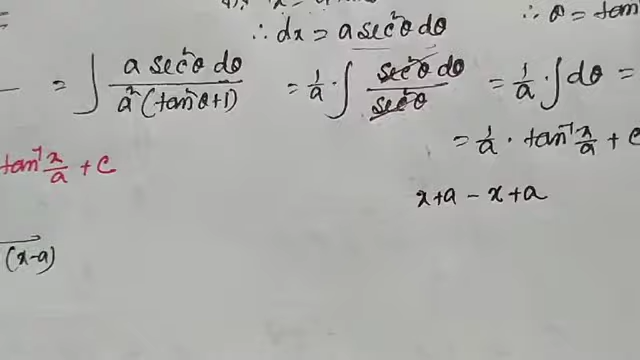 ∴ dx = a sec²θ dθ
∴ θ = tan
= ∫ a sec²θ dθ / a²(tan²θ+1) = 1/a · ∫ sec²θ dθ / sec²θ = 1/a · ∫ dθ =
= 1/a · tan⁻¹ x/a + c
tan⁻¹ x/a + c
x+a - x+a
(x-a)